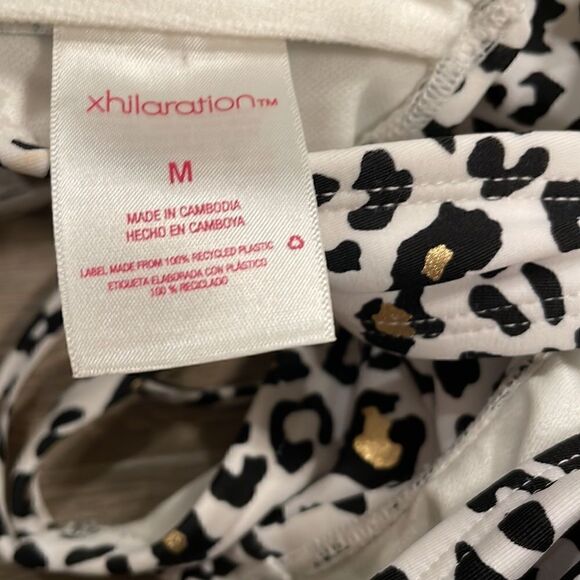 xhilaration™
M
MADE IN CAMBODIA
HECHO EN CAMBOYA
LABEL MADE FROM 100% RECYCLED PLASTIC
ETIQUETA ELABORADA CON PLÁSTICO
100 % RECICLADO